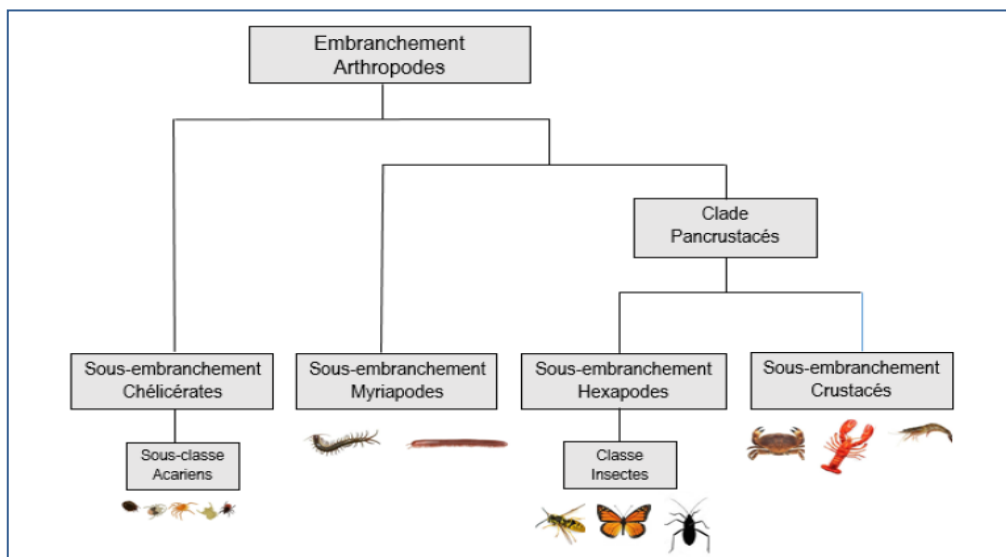 Embranchement
Arthropodes
Clade
Pancrustacés
Sous-embranchement
Chélicérates
Sous-embranchement
Myriapodes
Sous-embranchement
Hexapodes
Sous-embranchement
Crustacés
Sous-classe
Acariens
Classe
Insectes